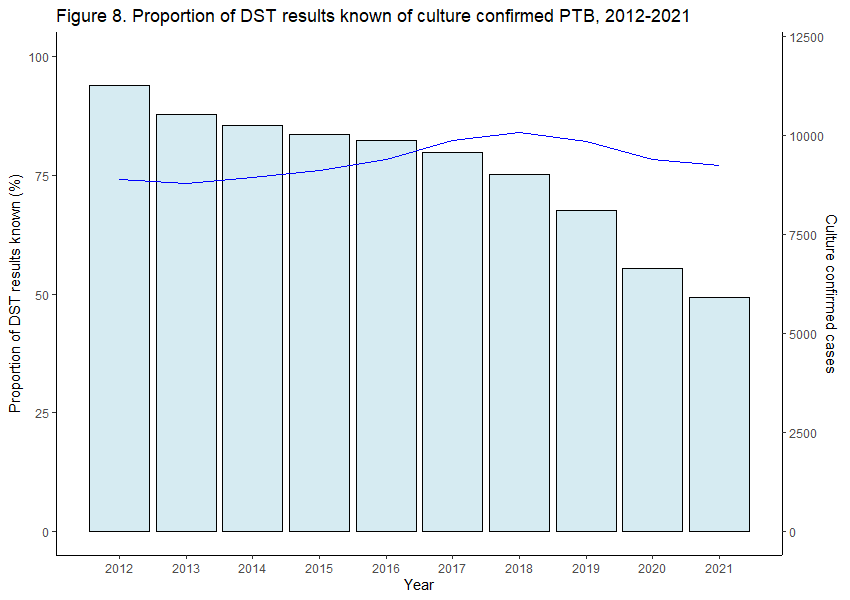 Figure 8. Proportion of DST results known of culture confirmed PTB, 2012-2021
Proportion of DST results known (%)
100
75
50
25
0
12500
10000
7500
5000
2500
0
Culture confirmed cases
2012 2013 2014 2015 2016 2017 2018 2019 2020 2021
Year